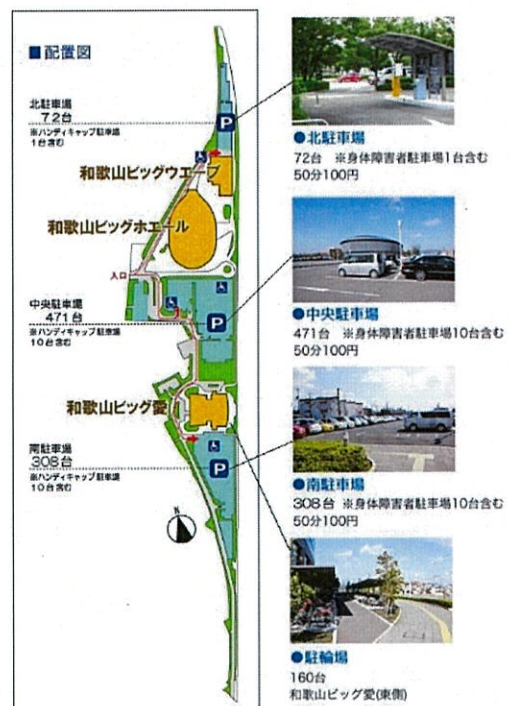 ■配置図
北駐車場
72台
※ハンディキャップ駐車場
1台含む
P
和歌山ビッグウエーブ
和歌山ビッグホエール
入口
中央駐車場
471台
※ハンディキャップ駐車場
10台含む
P
和歌山ビッグ愛
南駐車場
308台
※ハンディキャップ駐車場
10台含む
P
N
●北駐車場
72台 ※身体障害者駐車場1台含む
50分100円
●中央駐車場
471台 ※身体障害者駐車場10台含む
50分100円
●南駐車場
308台 ※身体障害者駐車場10台含む
50分100円
●駐輪場
160台
和歌山ビッグ愛(東側)